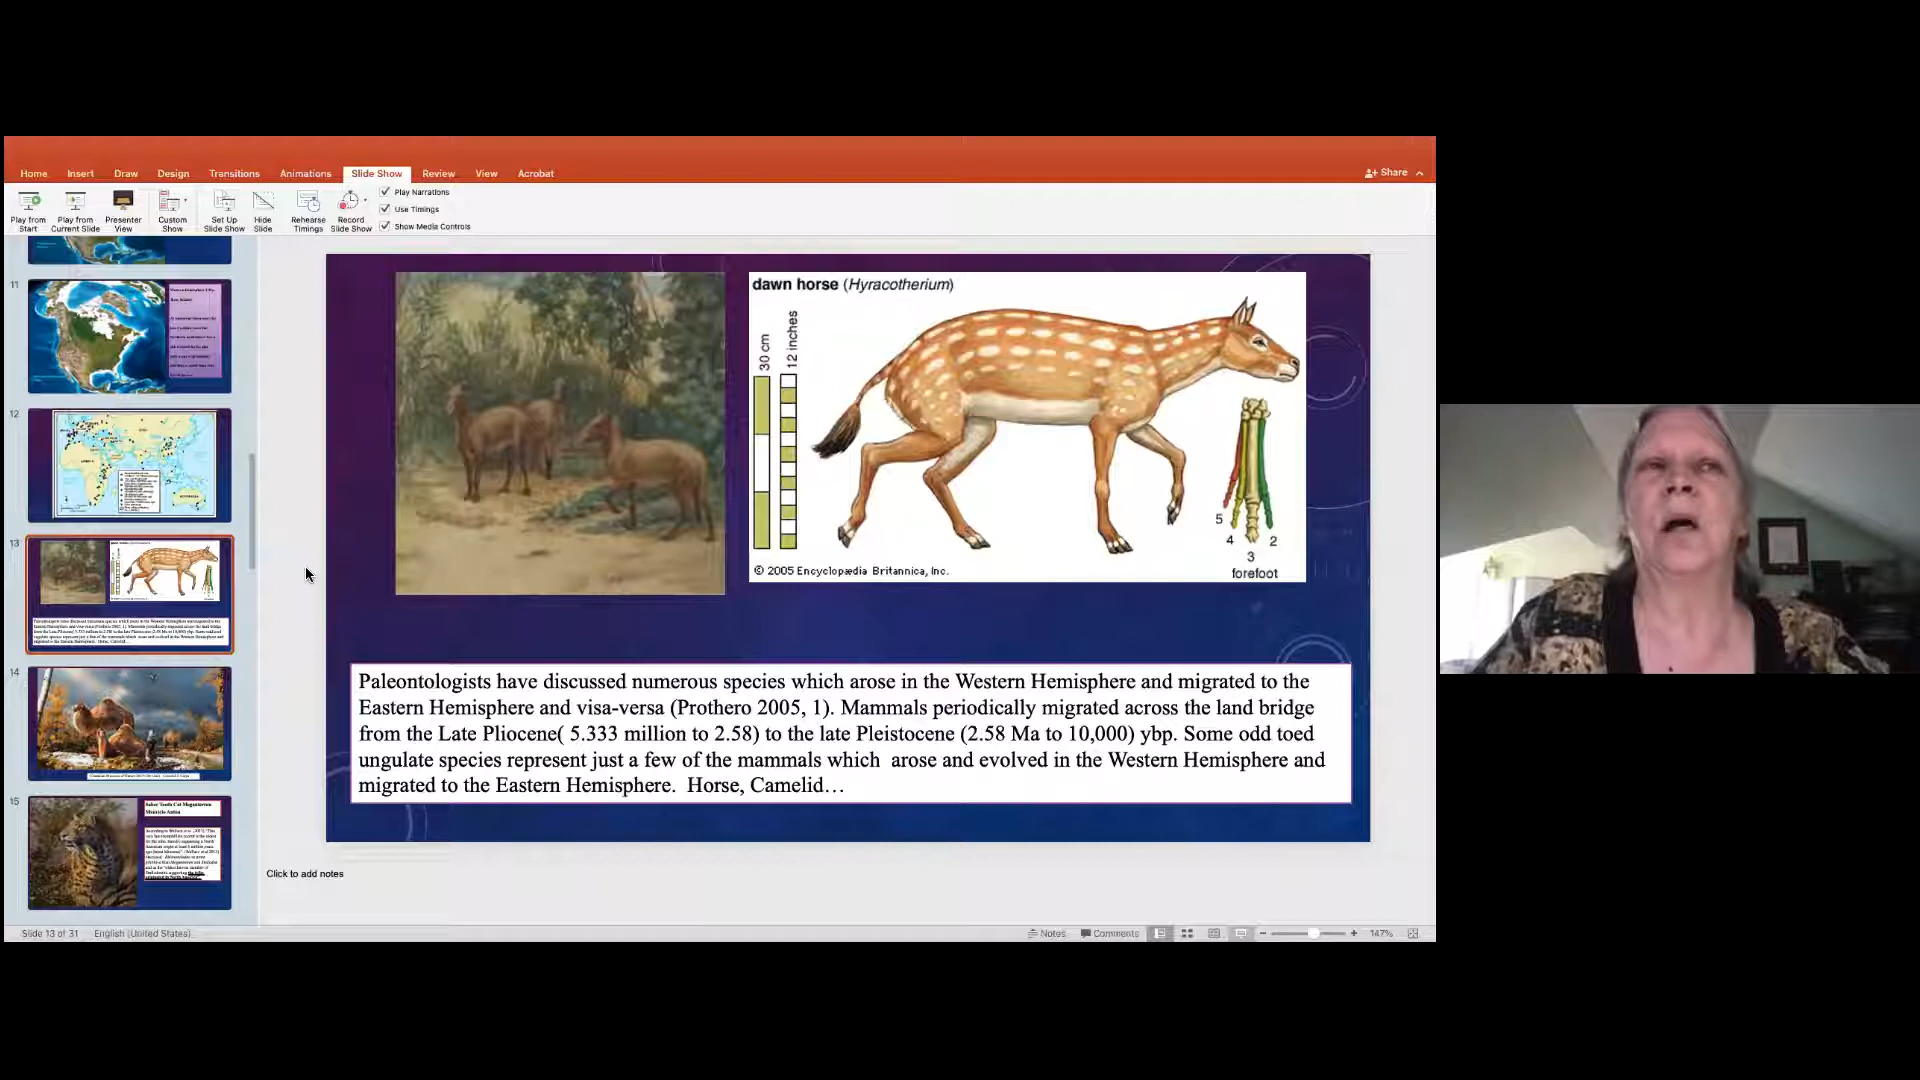 Home Insert Draw Design Transitions Animations Slide Show Review View Acrobat Share
Play from Start
Play from Current Slide
Presenter View
Custom Show
Set Up Slide Show
Hide Slide
Rehearse Timings
Record Slide Show
Play Narrations
Use Timings
Show Media Controls
11
12
13
14
15
dawn horse (Hyracotherium)
30 cm
12 inches
5
4
3
2
forefoot
© 2005 Encyclopædia Britannica, Inc.
Paleontologists have discussed numerous species which arose in the Western Hemisphere and migrated to the
Eastern Hemisphere and visa-versa (Prothero 2005, 1). Mammals periodically migrated across the land bridge
from the Late Pliocene( 5.333 million to 2.58) to the late Pleistocene (2.58 Ma to 10,000) ybp. Some odd toed
ungulate species represent just a few of the mammals which  arose and evolved in the Western Hemisphere and
migrated to the Eastern Hemisphere.  Horse, Camelid…
Click to add notes
Slide 13 of 31 English (United States)
Notes Comments 147%